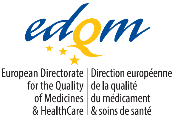 edQm
European Directorate
for the Quality
of Medicines
& HealthCare
Direction européenne
de la qualité
du médicament
& soins de santé